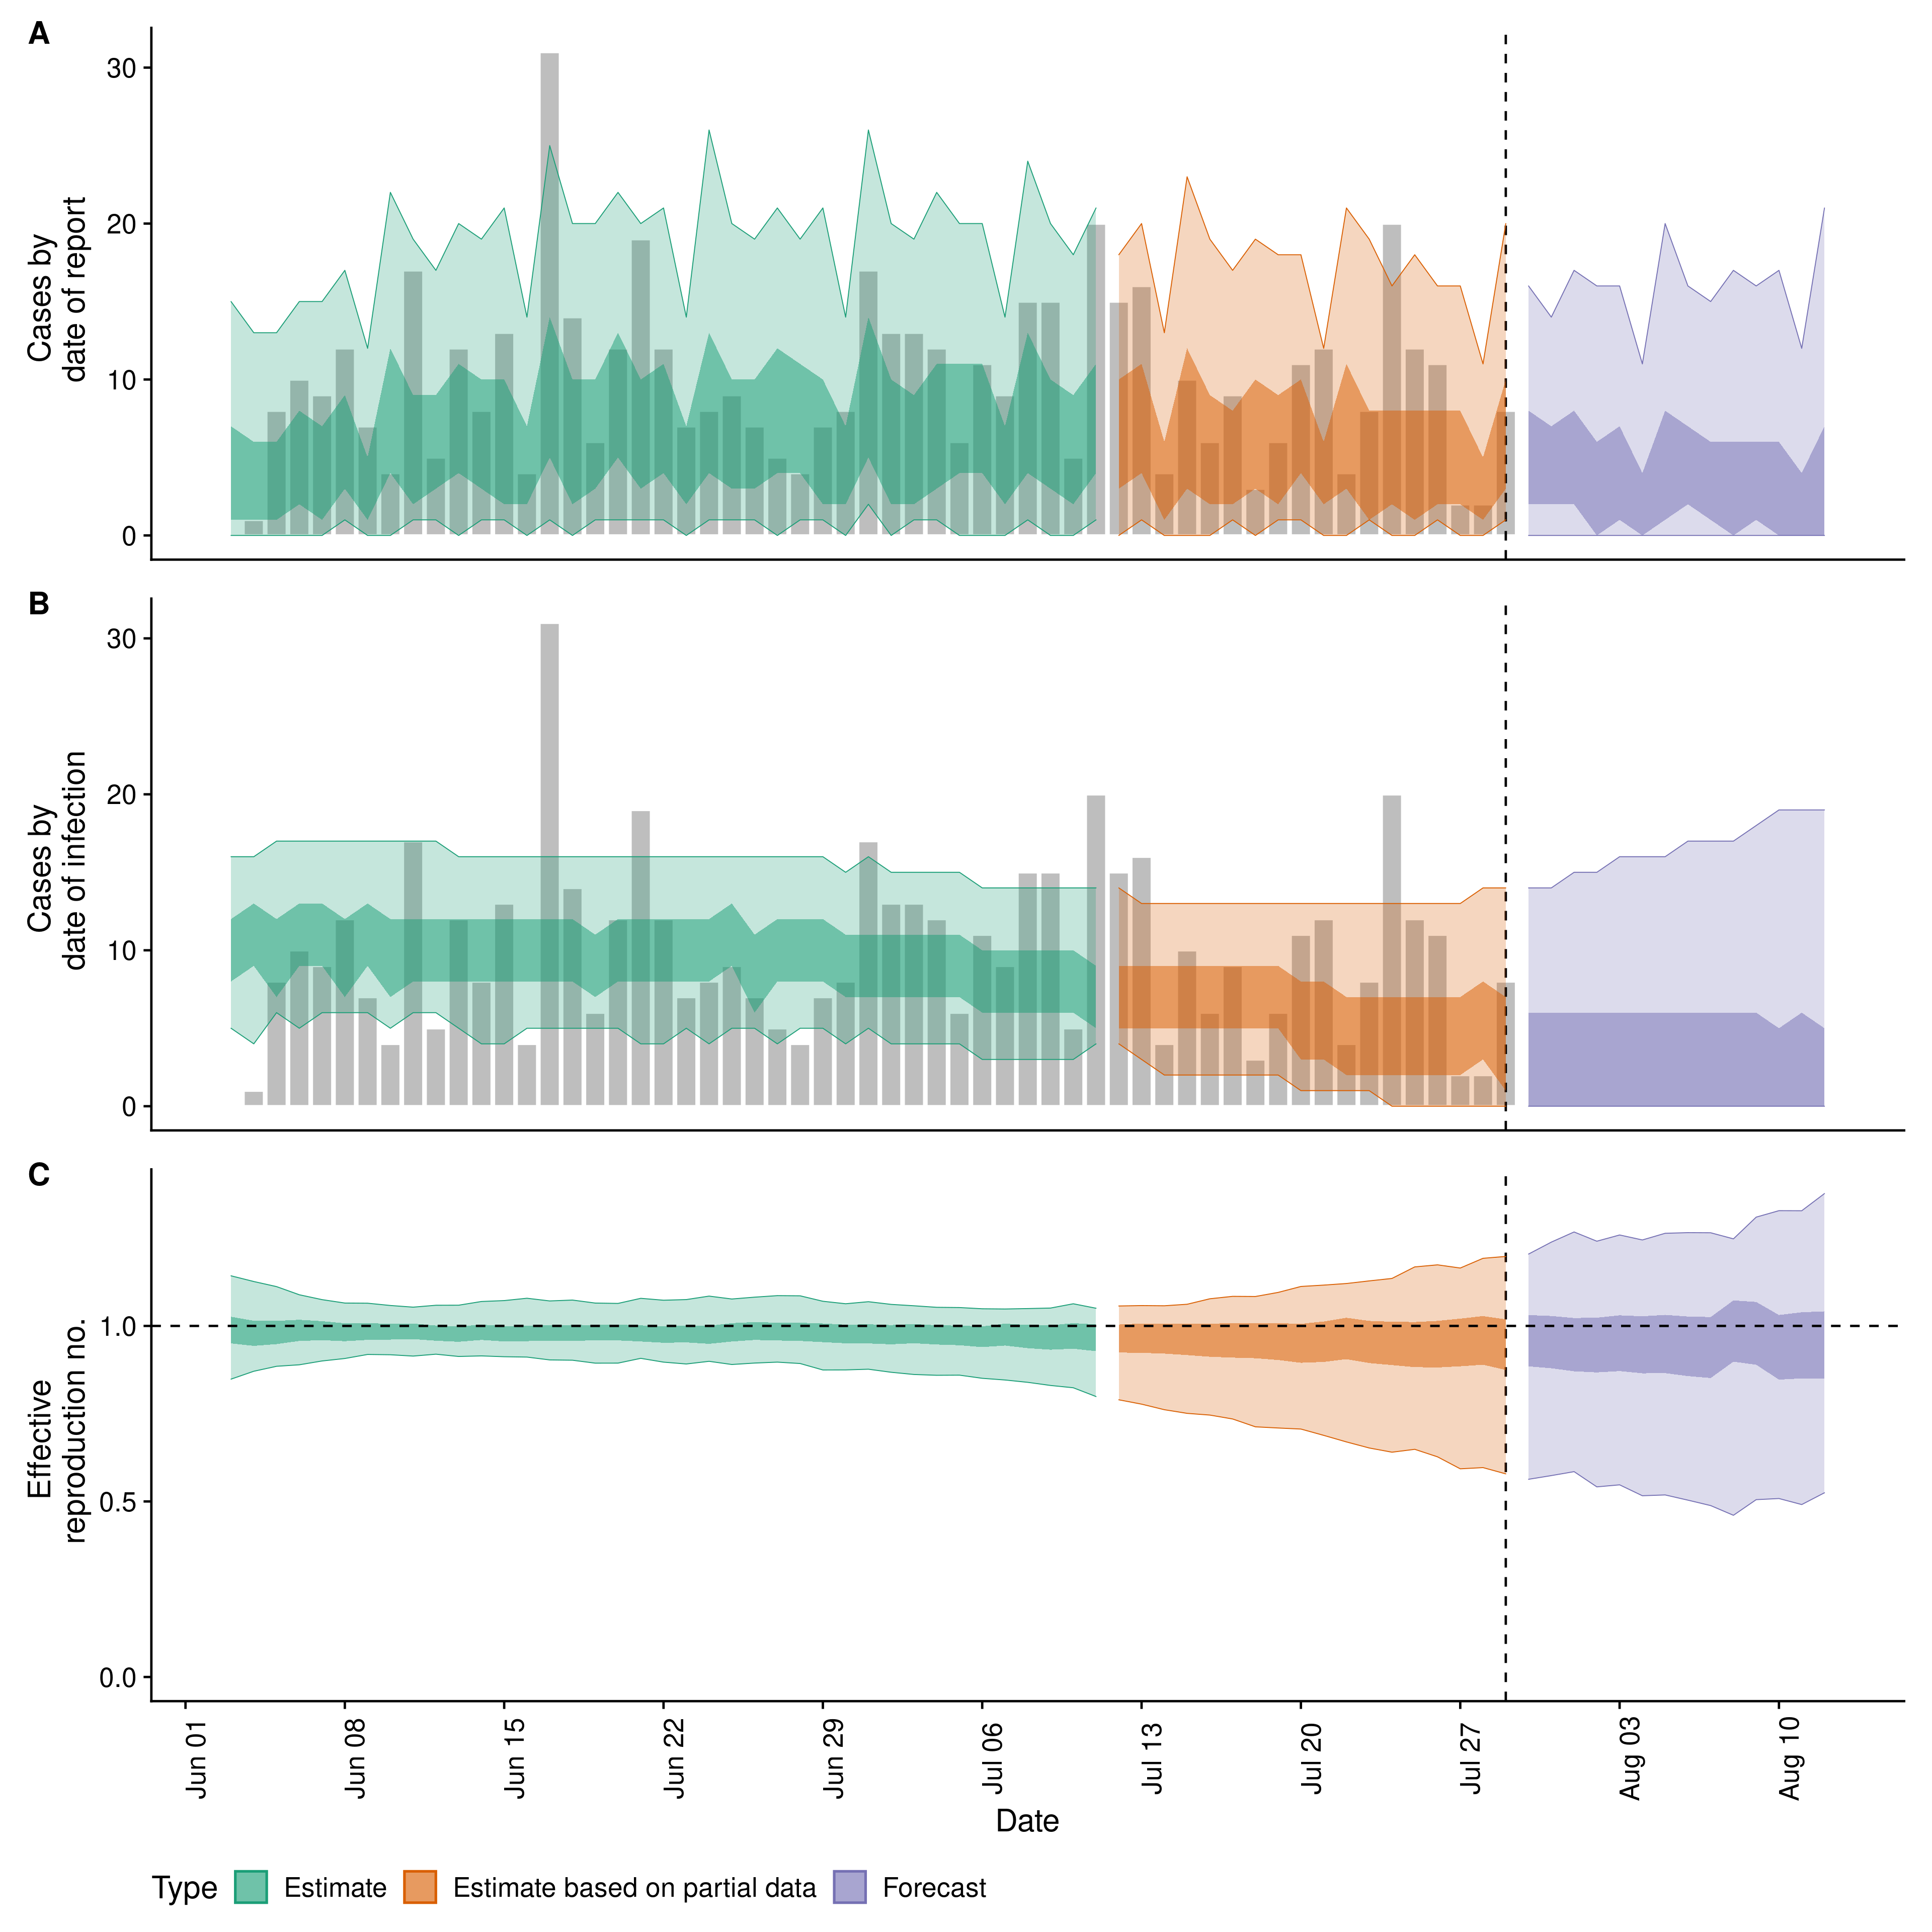 A
30
20
10
0
Cases by
date of report
B
30
20
10
0
Cases by
date of infection
C
1.0
0.5
0.0
Effective
reproduction no.
Jun 01
Jun 08
Jun 15
Jun 22
Jun 29
Jul 06
Jul 13
Jul 20
Jul 27
Aug 03
Aug 10
Date
Type
Estimate
Estimate based on partial data
Forecast